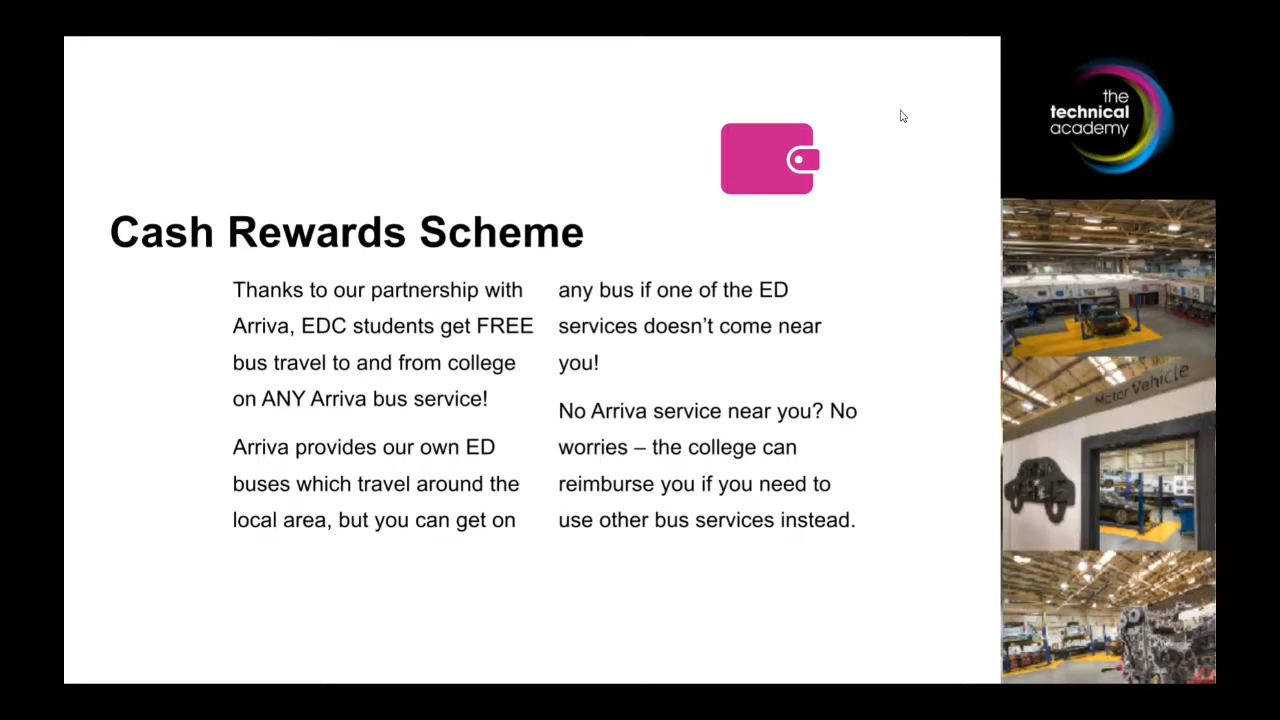 the
technical
academy
Cash Rewards Scheme
Thanks to our partnership with
Arriva, EDC students get FREE
bus travel to and from college
on ANY Arriva bus service!
Arriva provides our own ED
buses which travel around the
local area, but you can get on
any bus if one of the ED
services doesn’t come near
you!
No Arriva service near you? No
worries – the college can
reimburse you if you need to
use other bus services instead.
Motor Vehicle